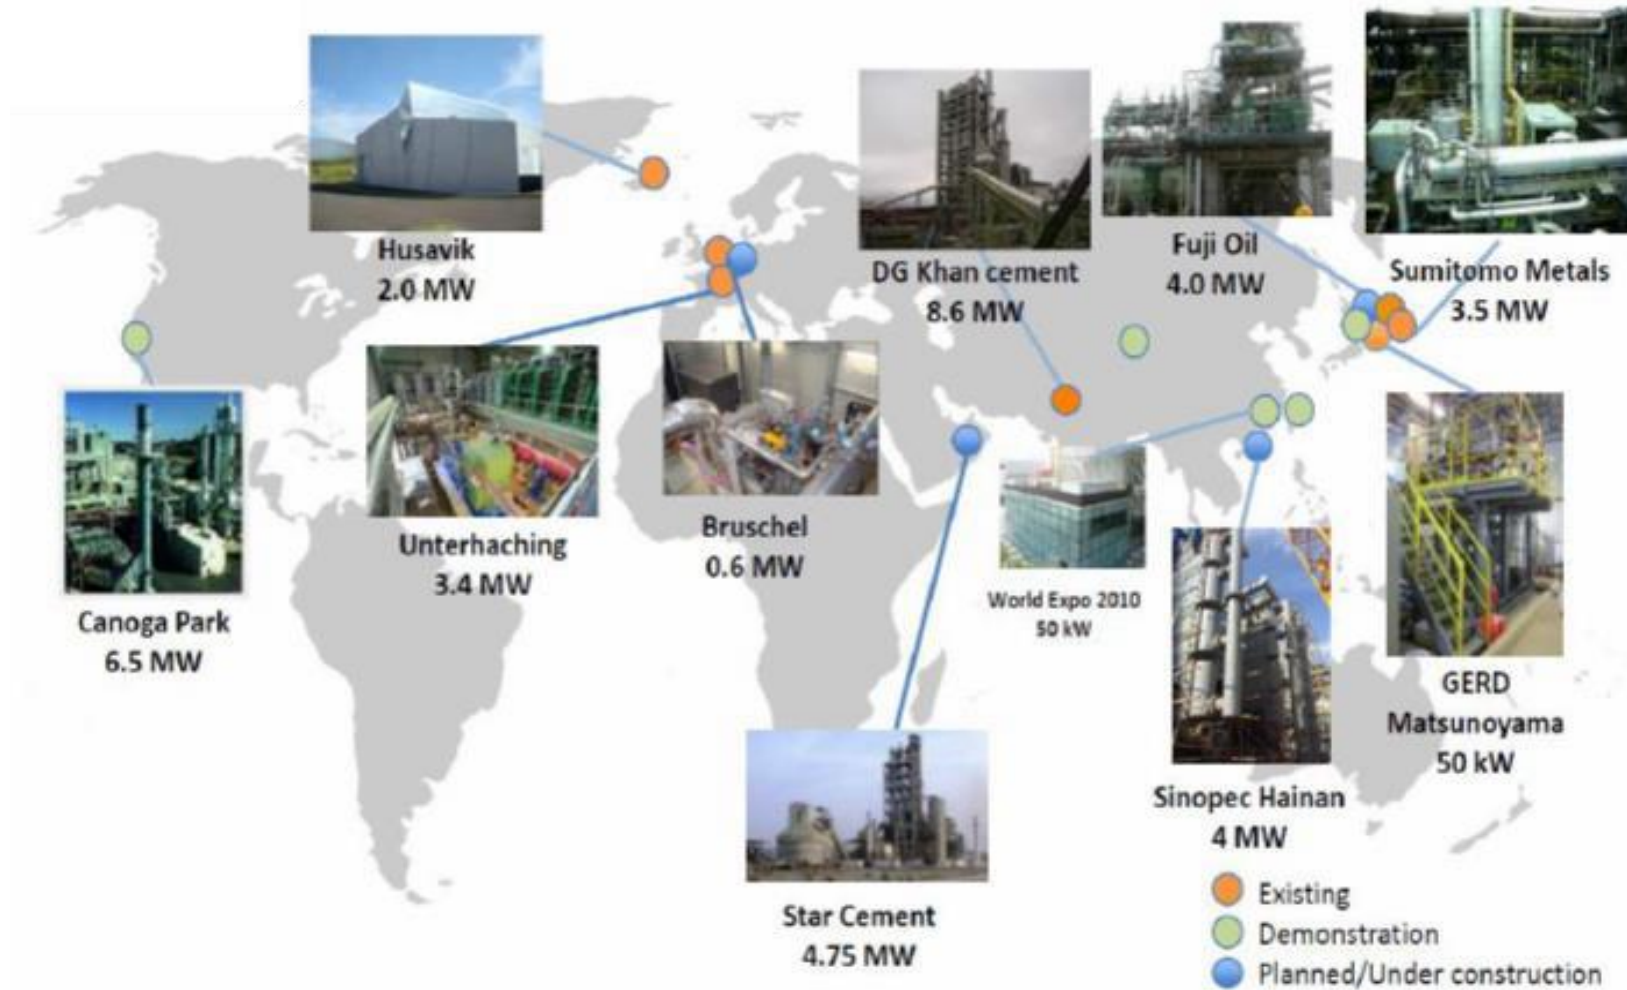 Husavik
2.0 MW
DG Khan cement
8.6 MW
Fuji Oil
4.0 MW
Sumitomo Metals
3.5 MW
Canoga Park
6.5 MW
Unterhaching
3.4 MW
Bruschel
0.6 MW
World Expo 2010
50 kW
Star Cement
4.75 MW
Sinopec Hainan
4 MW
GERD
Matsunoyama
50 kW
Existing
Demonstration
Planned/Under construction